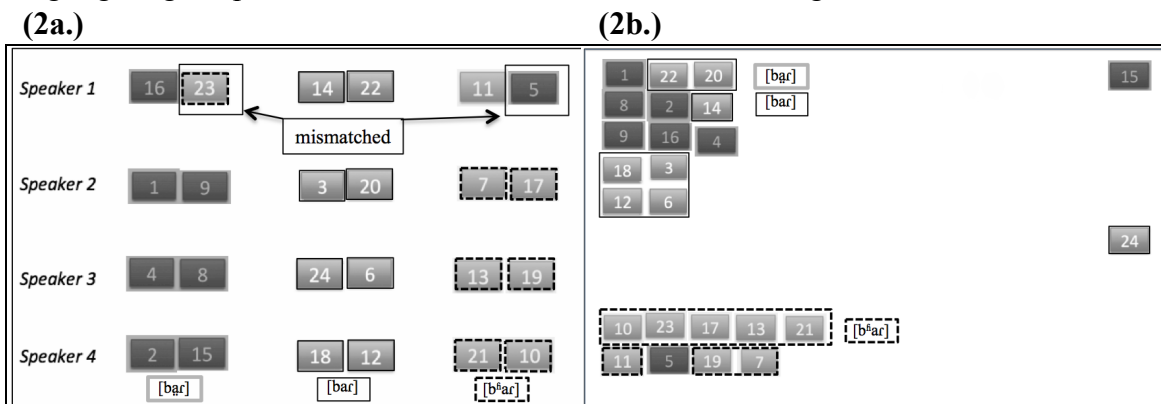 (2a.)
Speaker 1 16 23 14 22 11 5
mismatched
Speaker 2 1 9 3 20 7 17
Speaker 3 4 8 24 6 13 19
Speaker 4 2 15 18 12 21 10
[ba̤ɾ] [baɾ] [bʱaɾ]
(2b.)
1 22 20 [ba̤ɾ] 15
8 2 14 [baɾ]
9 16 4
18 3
12 6
24
10 23 17 13 21 [bʱaɾ]
11 5 19 7